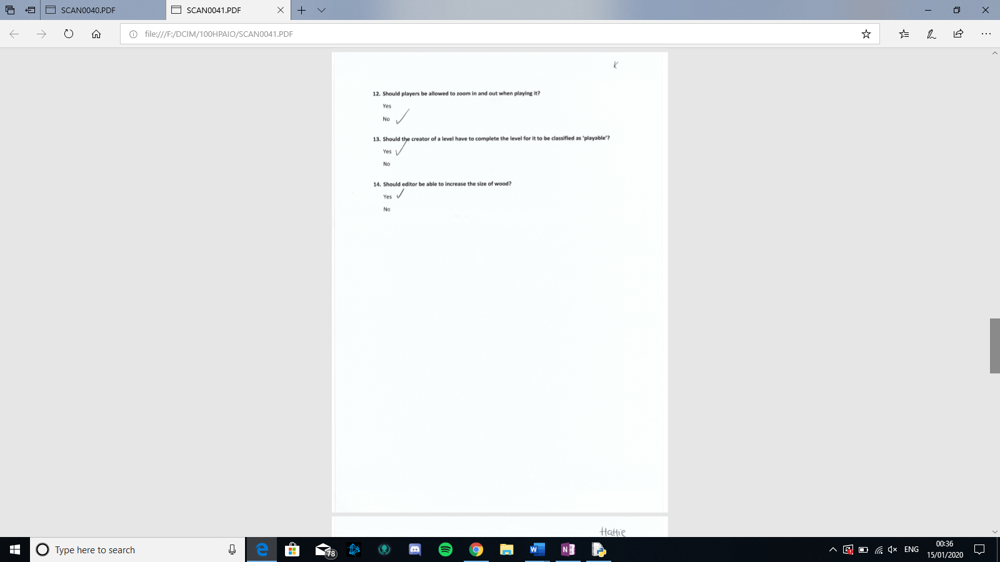 SCAN0040.PDF
SCAN0041.PDF
file:///F:/DCIM/100HPAIO/SCAN0041.PDF
K
12. Should players be allowed to zoom in and out when playing it?
Yes
No
13. Should the creator of a level have to complete the level for it to be classified as 'playable'?
Yes
No
14. Should editor be able to increase the size of wood?
Yes
No
Hattie
Type here to search
78
ENG
00:36
15/01/2020